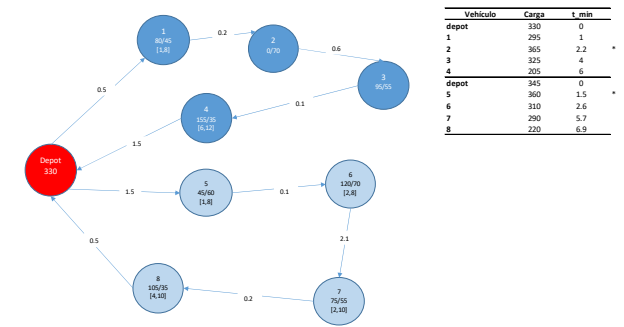 1
80/45
[1,8]
0.2
2
0/70
0.6
3
95/55
0.1
4
155/35
[6,12]
0.5
1.5
Depot
330
1.5
5
45/60
[1,8]
0.1
6
120/70
[2,8]
2.1
7
75/55
[2,10]
0.2
8
105/35
[4,10]
0.5
Vehículo Carga t_min
depot 330 0
1 295 1
2 365 2.2 *
3 325 4
4 205 6
depot 345 0
5 360 1.5 *
6 310 2.6
7 290 5.7
8 220 6.9